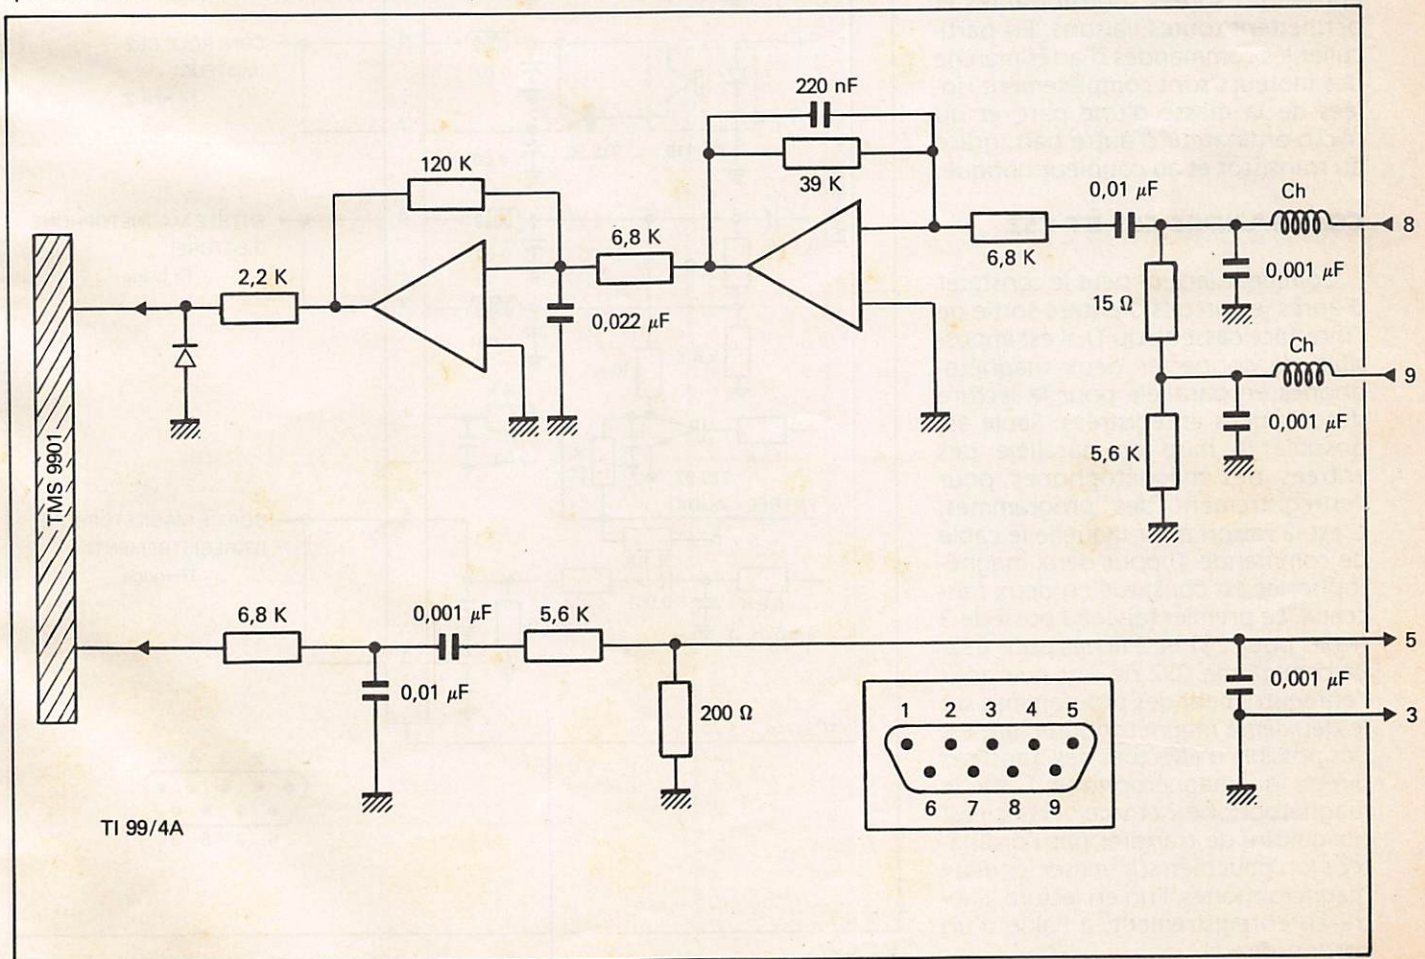 220 nF
120 K
39 K
0,01 µF
Ch
8
6,8 K
6,8 K
2,2 K
0,001 µF
15 Ω
0,022 µF
Ch
9
0,001 µF
5,6 K
TMS 9901
6,8 K
0,001 µF
5,6 K
5
0,01 µF
200 Ω
0,001 µF
3
1 2 3 4 5
6 7 8 9
TI 99/4A